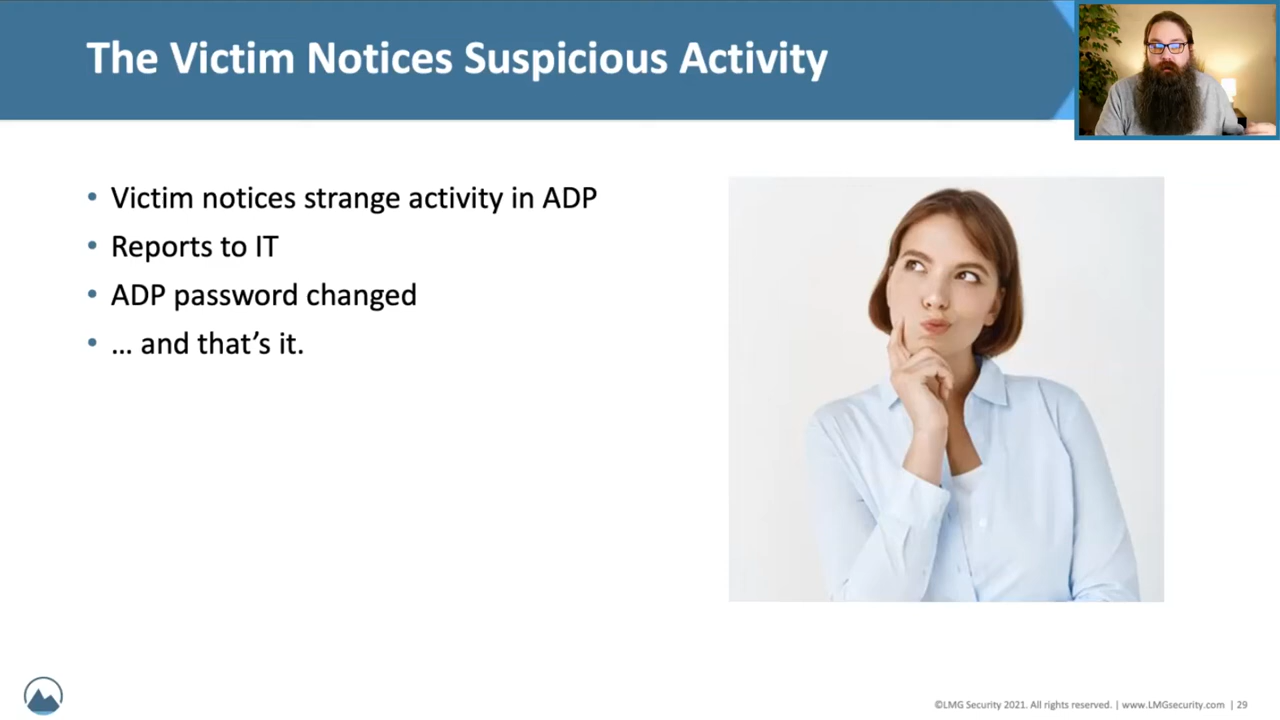 The Victim Notices Suspicious Activity
• Victim notices strange activity in ADP
• Reports to IT
• ADP password changed
• … and that’s it.
©LMG Security 2021. All rights reserved. | www.LMGsecurity.com | 29